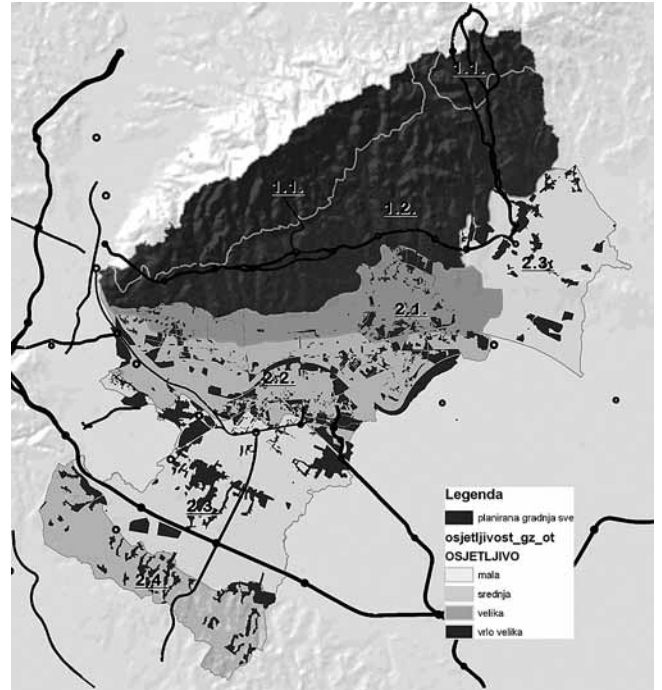 1.1.
1.1.
1.2.
2.3.
2.1.
2.2.
2.3.
2.4.
Legenda
planirana gradnja sve
osjetljivost_gz_ot
OSJETLJIVO
mala
srednja
velika
vrlo velika